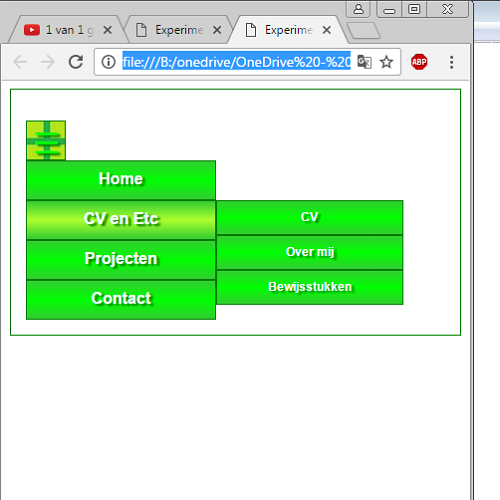 1 van 1 g
Experime
Experime
file:///B:/onedrive/OneDrive%20-%20
ABP
Home
CV en Etc
CV
Over mij
Projecten
Bewijsstukken
Contact